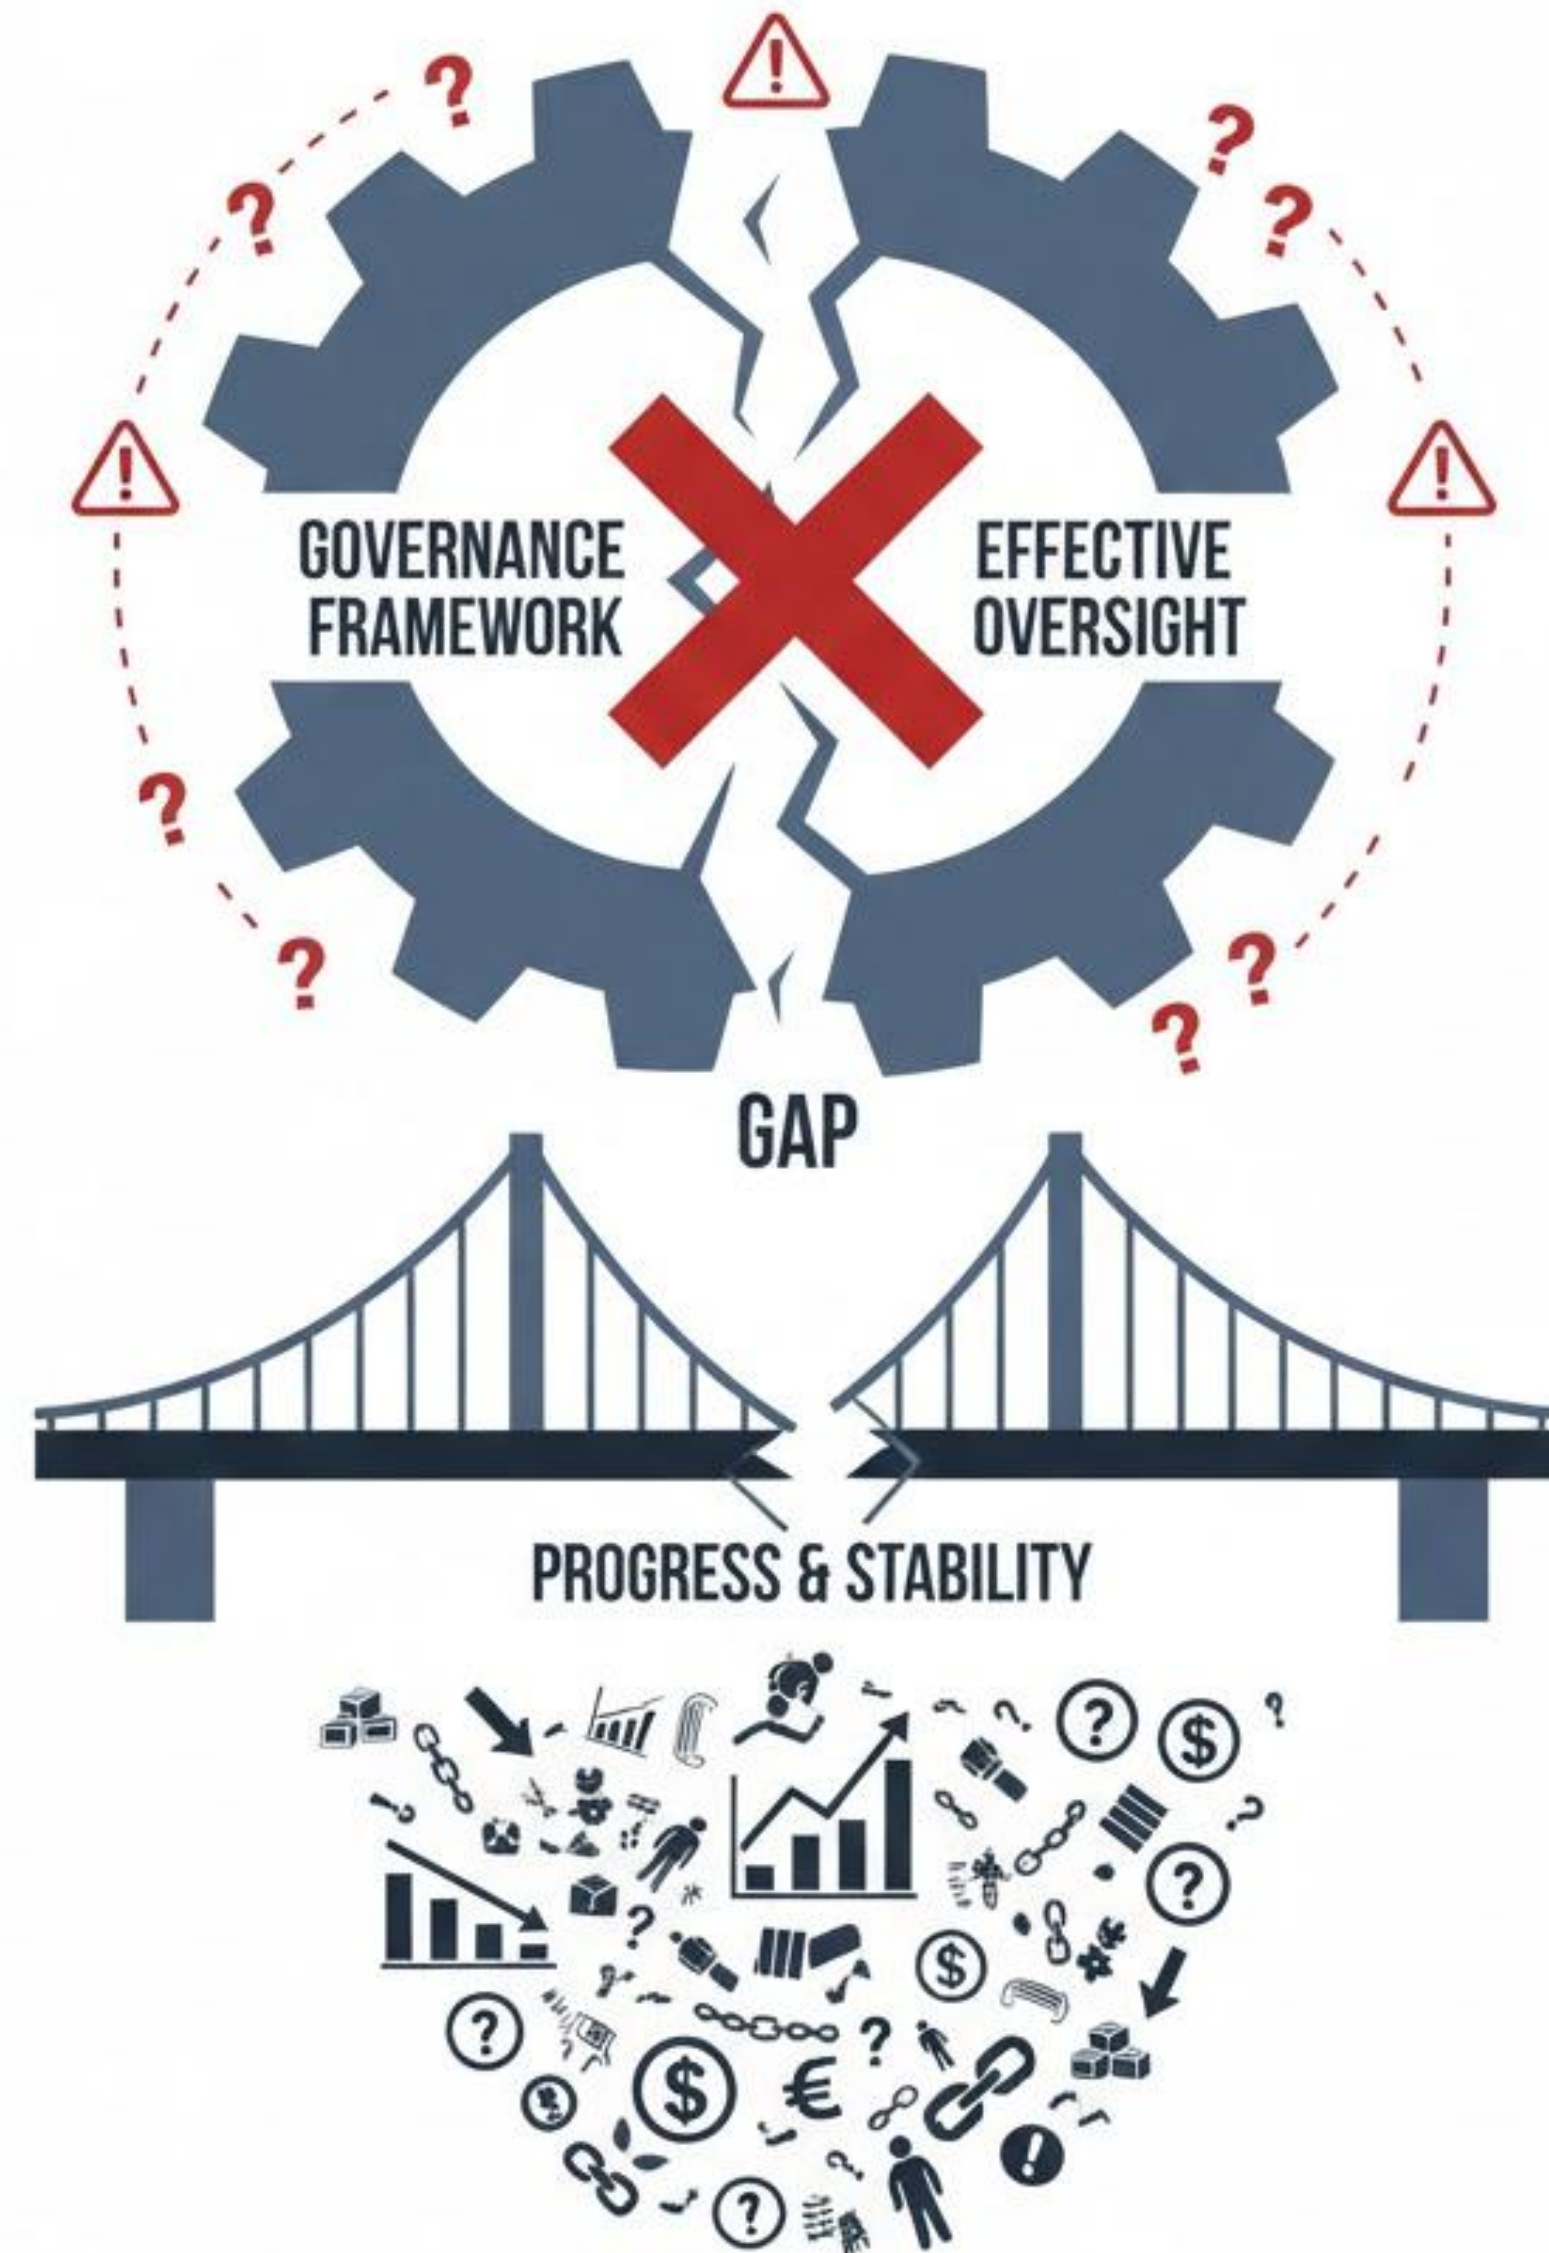 GOVERNANCE
FRAMEWORK
EFFECTIVE
OVERSIGHT
GAP
PROGRESS & STABILITY